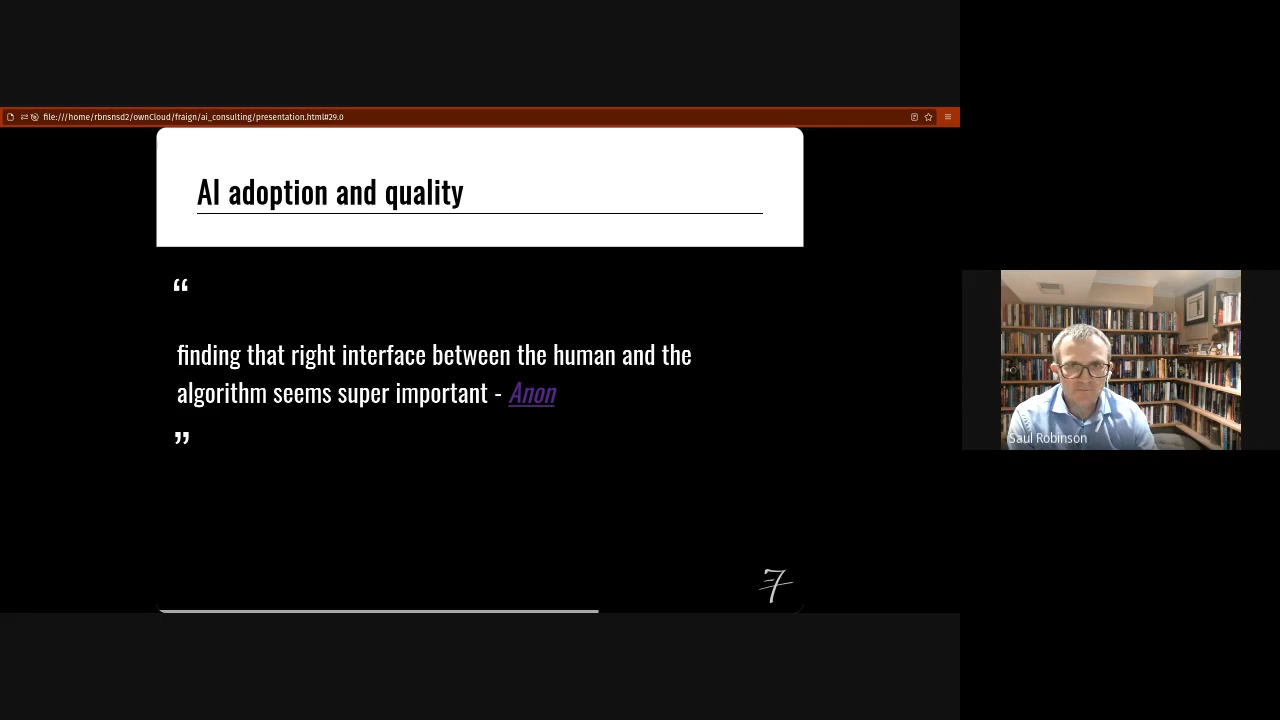 file:///home/rbnsnsd2/ownCloud/fraign/ai_consulting/presentation.html#29.0
AI adoption and quality
“
finding that right interface between the human and the
algorithm seems super important - Anon
”
Saul Robinson